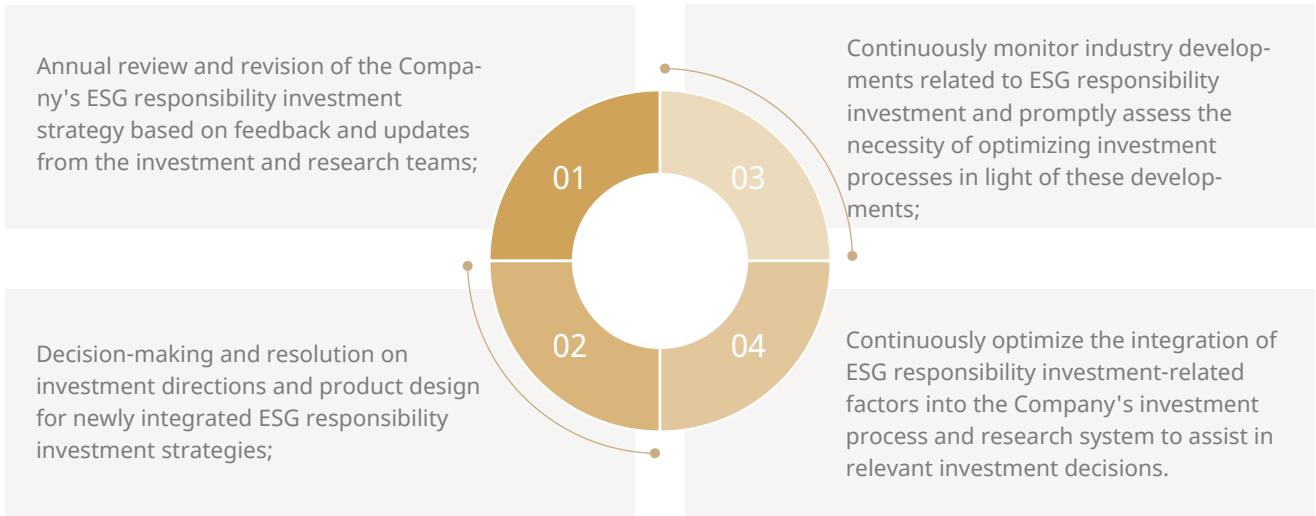 Annual review and revision of the Compa-
ny's ESG responsibility investment
strategy based on feedback and updates
from the investment and research teams;
01
Decision-making and resolution on
investment directions and product design
for newly integrated ESG responsibility
investment strategies;
02
Continuously monitor industry develop-
ments related to ESG responsibility
investment and promptly assess the
necessity of optimizing investment
processes in light of these develop-
ments;
03
Continuously optimize the integration of
ESG responsibility investment-related
factors into the Company's investment
process and research system to assist in
relevant investment decisions.
04